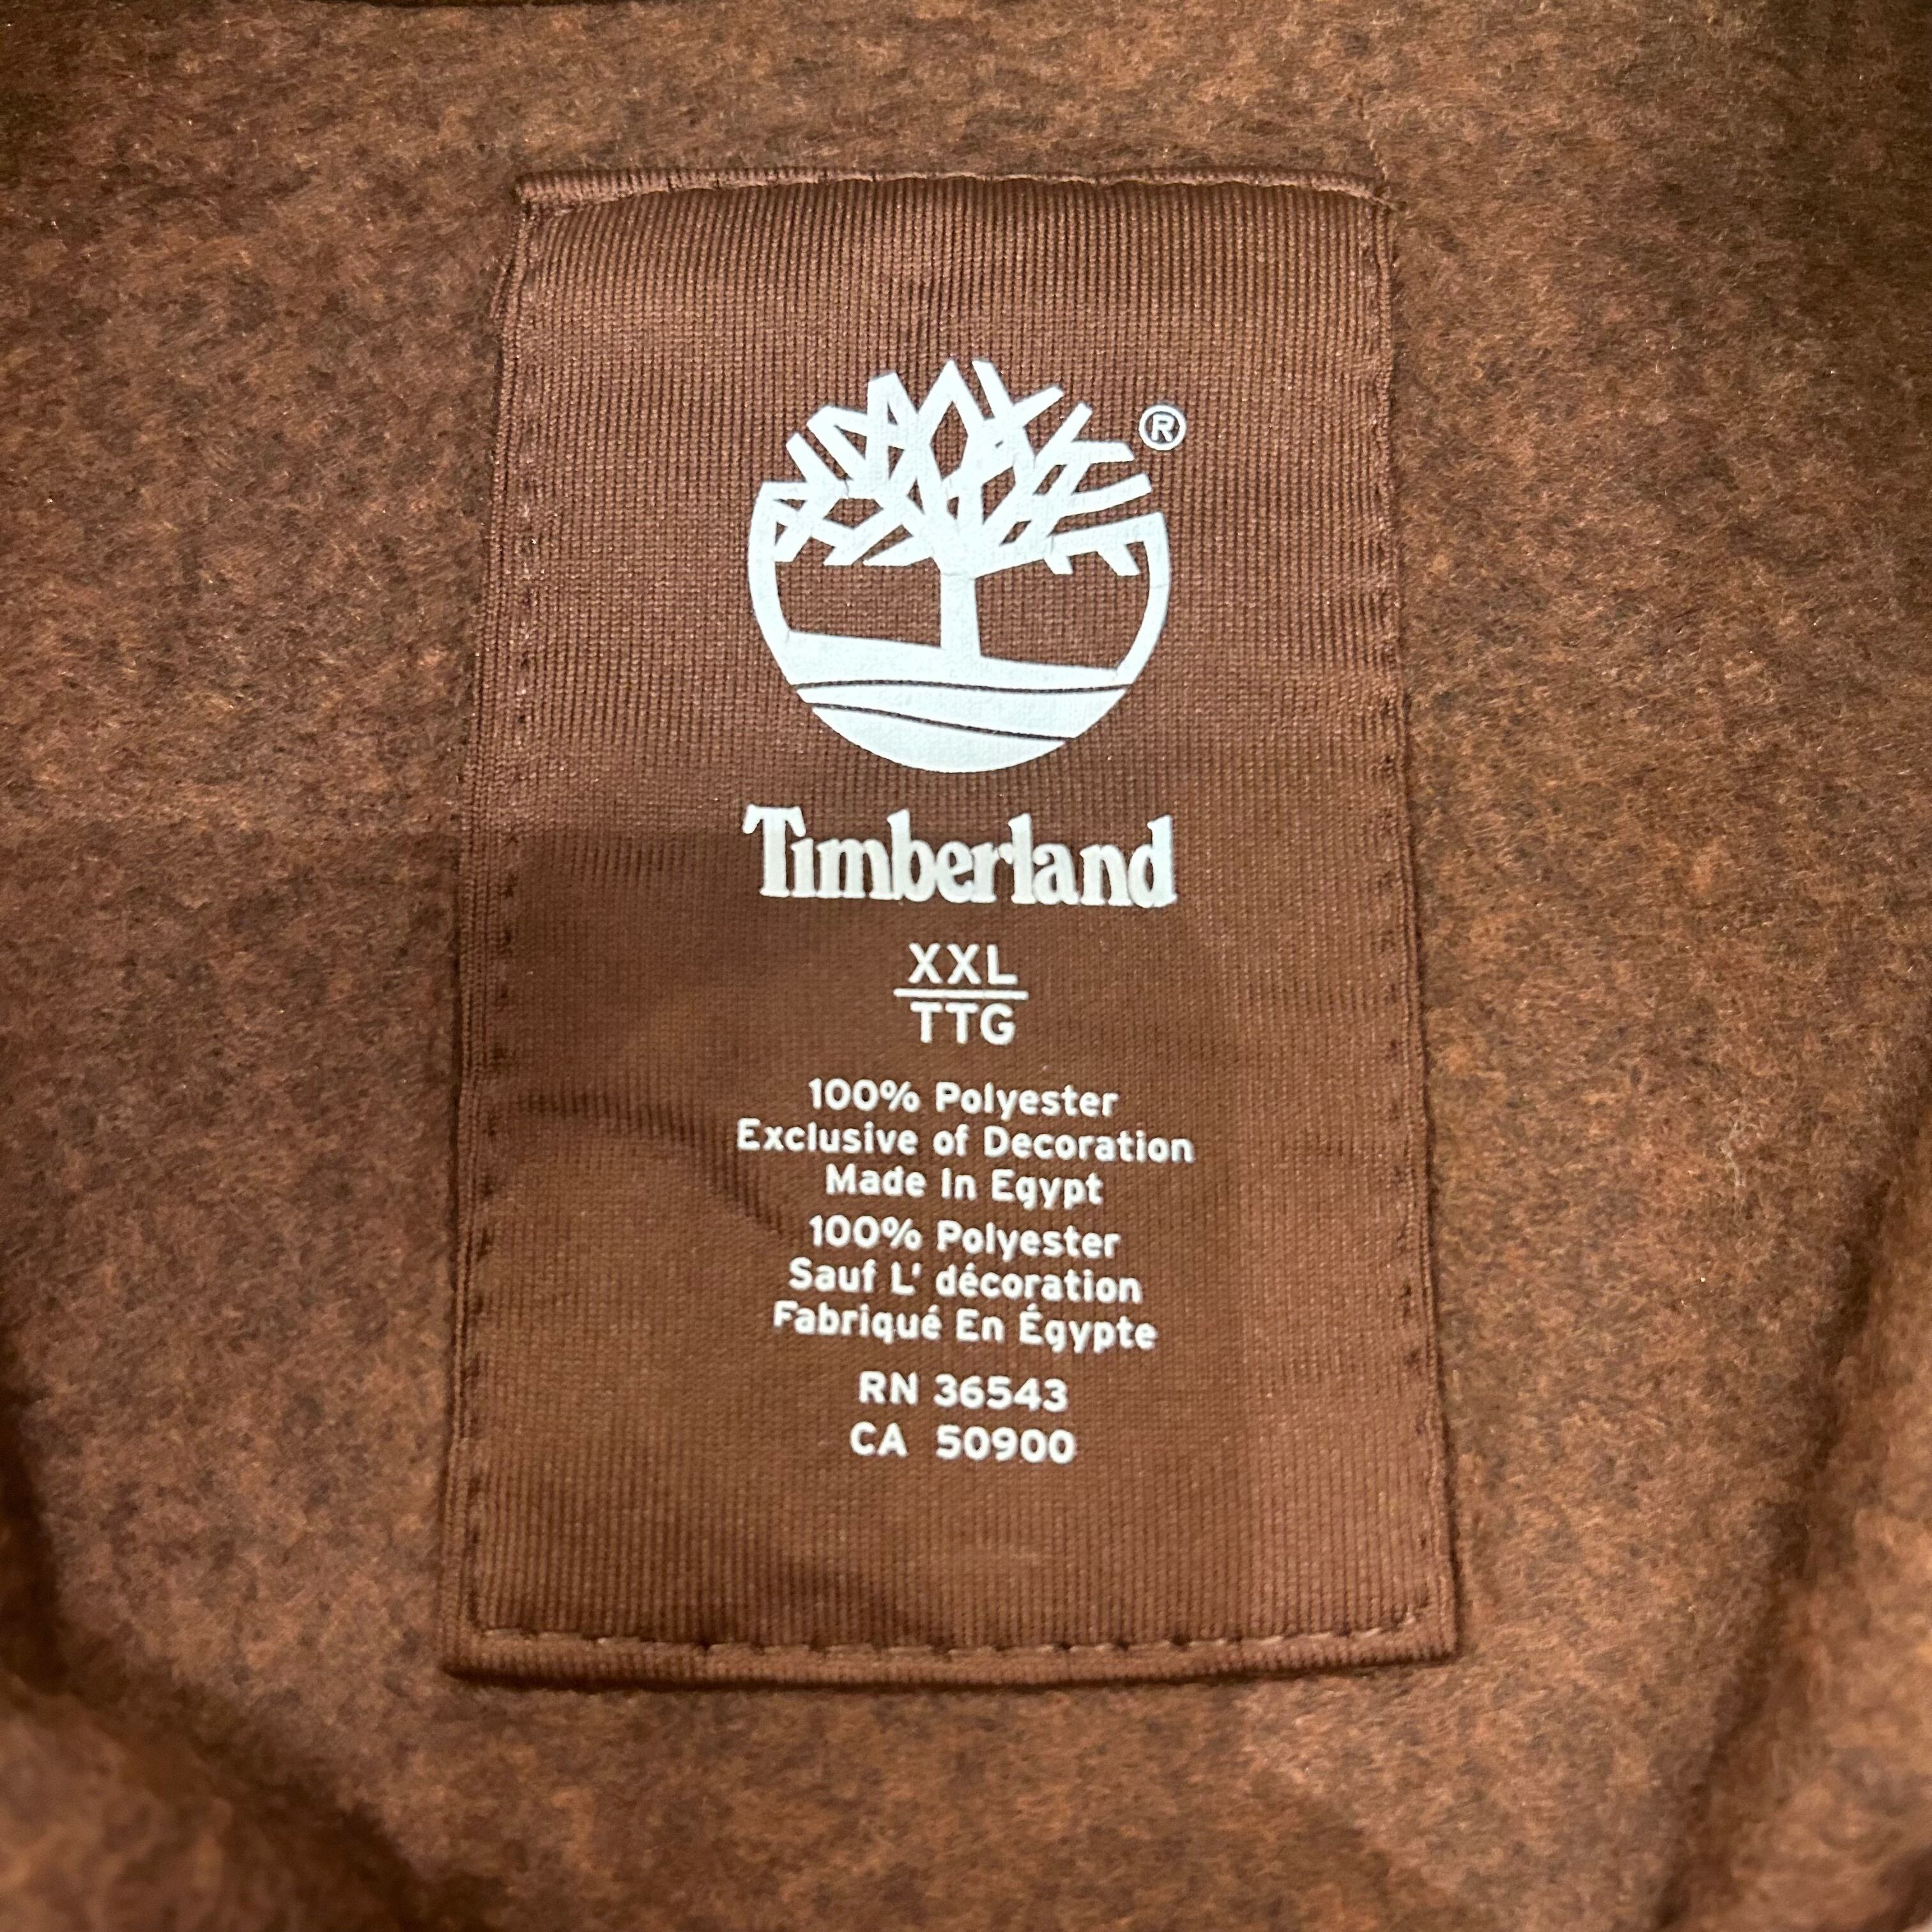 ®
Timberland
XXL
TTG
100% Polyester
Exclusive of Decoration
Made In Egypt
100% Polyester
Sauf L' décoration
Fabriqué En Égypte
RN 36543
CA 50900